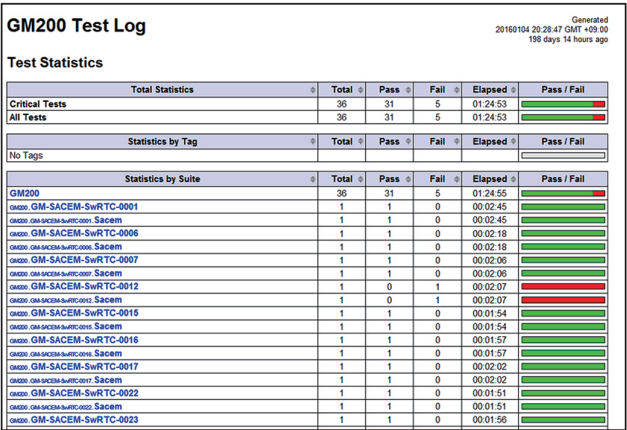 GM200 Test Log
Generated
20160104 20:28:47 GMT +09:00
198 days 14 hours ago
Test Statistics
Total Statistics Total Pass Fail Elapsed Pass / Fail
Critical Tests 36 31 5 01:24:53
All Tests 36 31 5 01:24:53
Statistics by Tag Total Pass Fail Elapsed Pass / Fail
No Tags
Statistics by Suite Total Pass Fail Elapsed Pass / Fail
GM200 36 31 5 01:24:55
GM200 . GM-SACEM-SwRTC-0001 1 1 0 00:02:45
GM200 . GM-SACEM-SwRTC-0001 . Sacem 1 1 0 00:02:45
GM200 . GM-SACEM-SwRTC-0006 1 1 0 00:02:18
GM200 . GM-SACEM-SwRTC-0006 . Sacem 1 1 0 00:02:18
GM200 . GM-SACEM-SwRTC-0007 1 1 0 00:02:06
GM200 . GM-SACEM-SwRTC-0007 . Sacem 1 1 0 00:02:06
GM200 . GM-SACEM-SwRTC-0012 1 0 1 00:02:07
GM200 . GM-SACEM-SwRTC-0012 . Sacem 1 0 1 00:02:07
GM200 . GM-SACEM-SwRTC-0015 1 1 0 00:01:54
GM200 . GM-SACEM-SwRTC-0015 . Sacem 1 1 0 00:01:54
GM200 . GM-SACEM-SwRTC-0016 1 1 0 00:01:57
GM200 . GM-SACEM-SwRTC-0016 . Sacem 1 1 0 00:01:57
GM200 . GM-SACEM-SwRTC-0017 1 1 0 00:02:02
GM200 . GM-SACEM-SwRTC-0017 . Sacem 1 1 0 00:02:02
GM200 . GM-SACEM-SwRTC-0022 1 1 0 00:01:51
GM200 . GM-SACEM-SwRTC-0022 . Sacem 1 1 0 00:01:51
GM200 . GM-SACEM-SwRTC-0023 1 1 0 00:01:56